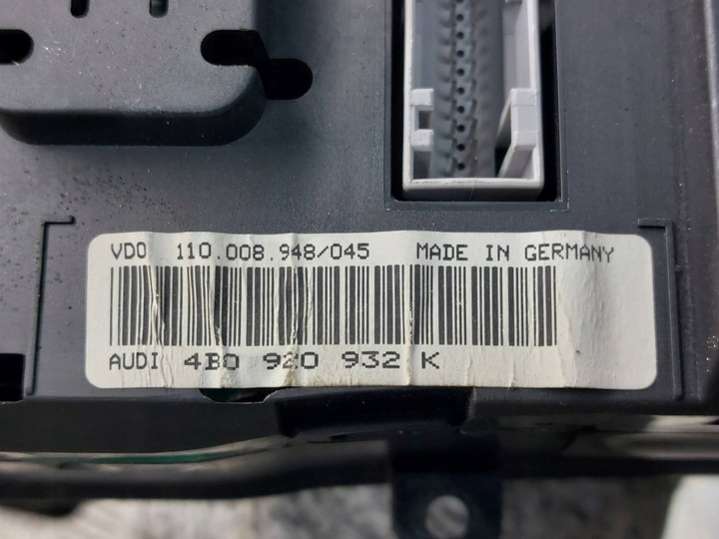 VDO 110.008.948/045 MADE IN GERMANY
AUDI 4B0 920 932 K